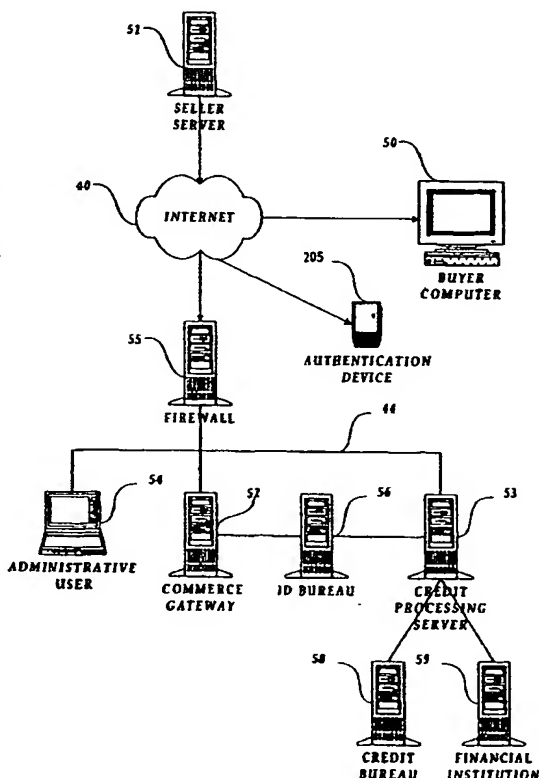 51
SELLER
SERVER
40
INTERNET
50
BUYER
COMPUTER
205
AUTHENTICATION
DEVICE
55
FIREWALL
44
54
ADMINISTRATIVE
USER
52
COMMERCE
GATEWAY
56
ID BUREAU
53
CREDIT
PROCESSING
SERVER
58
CREDIT
BUREAU
59
FINANCIAL
INSTITUTION